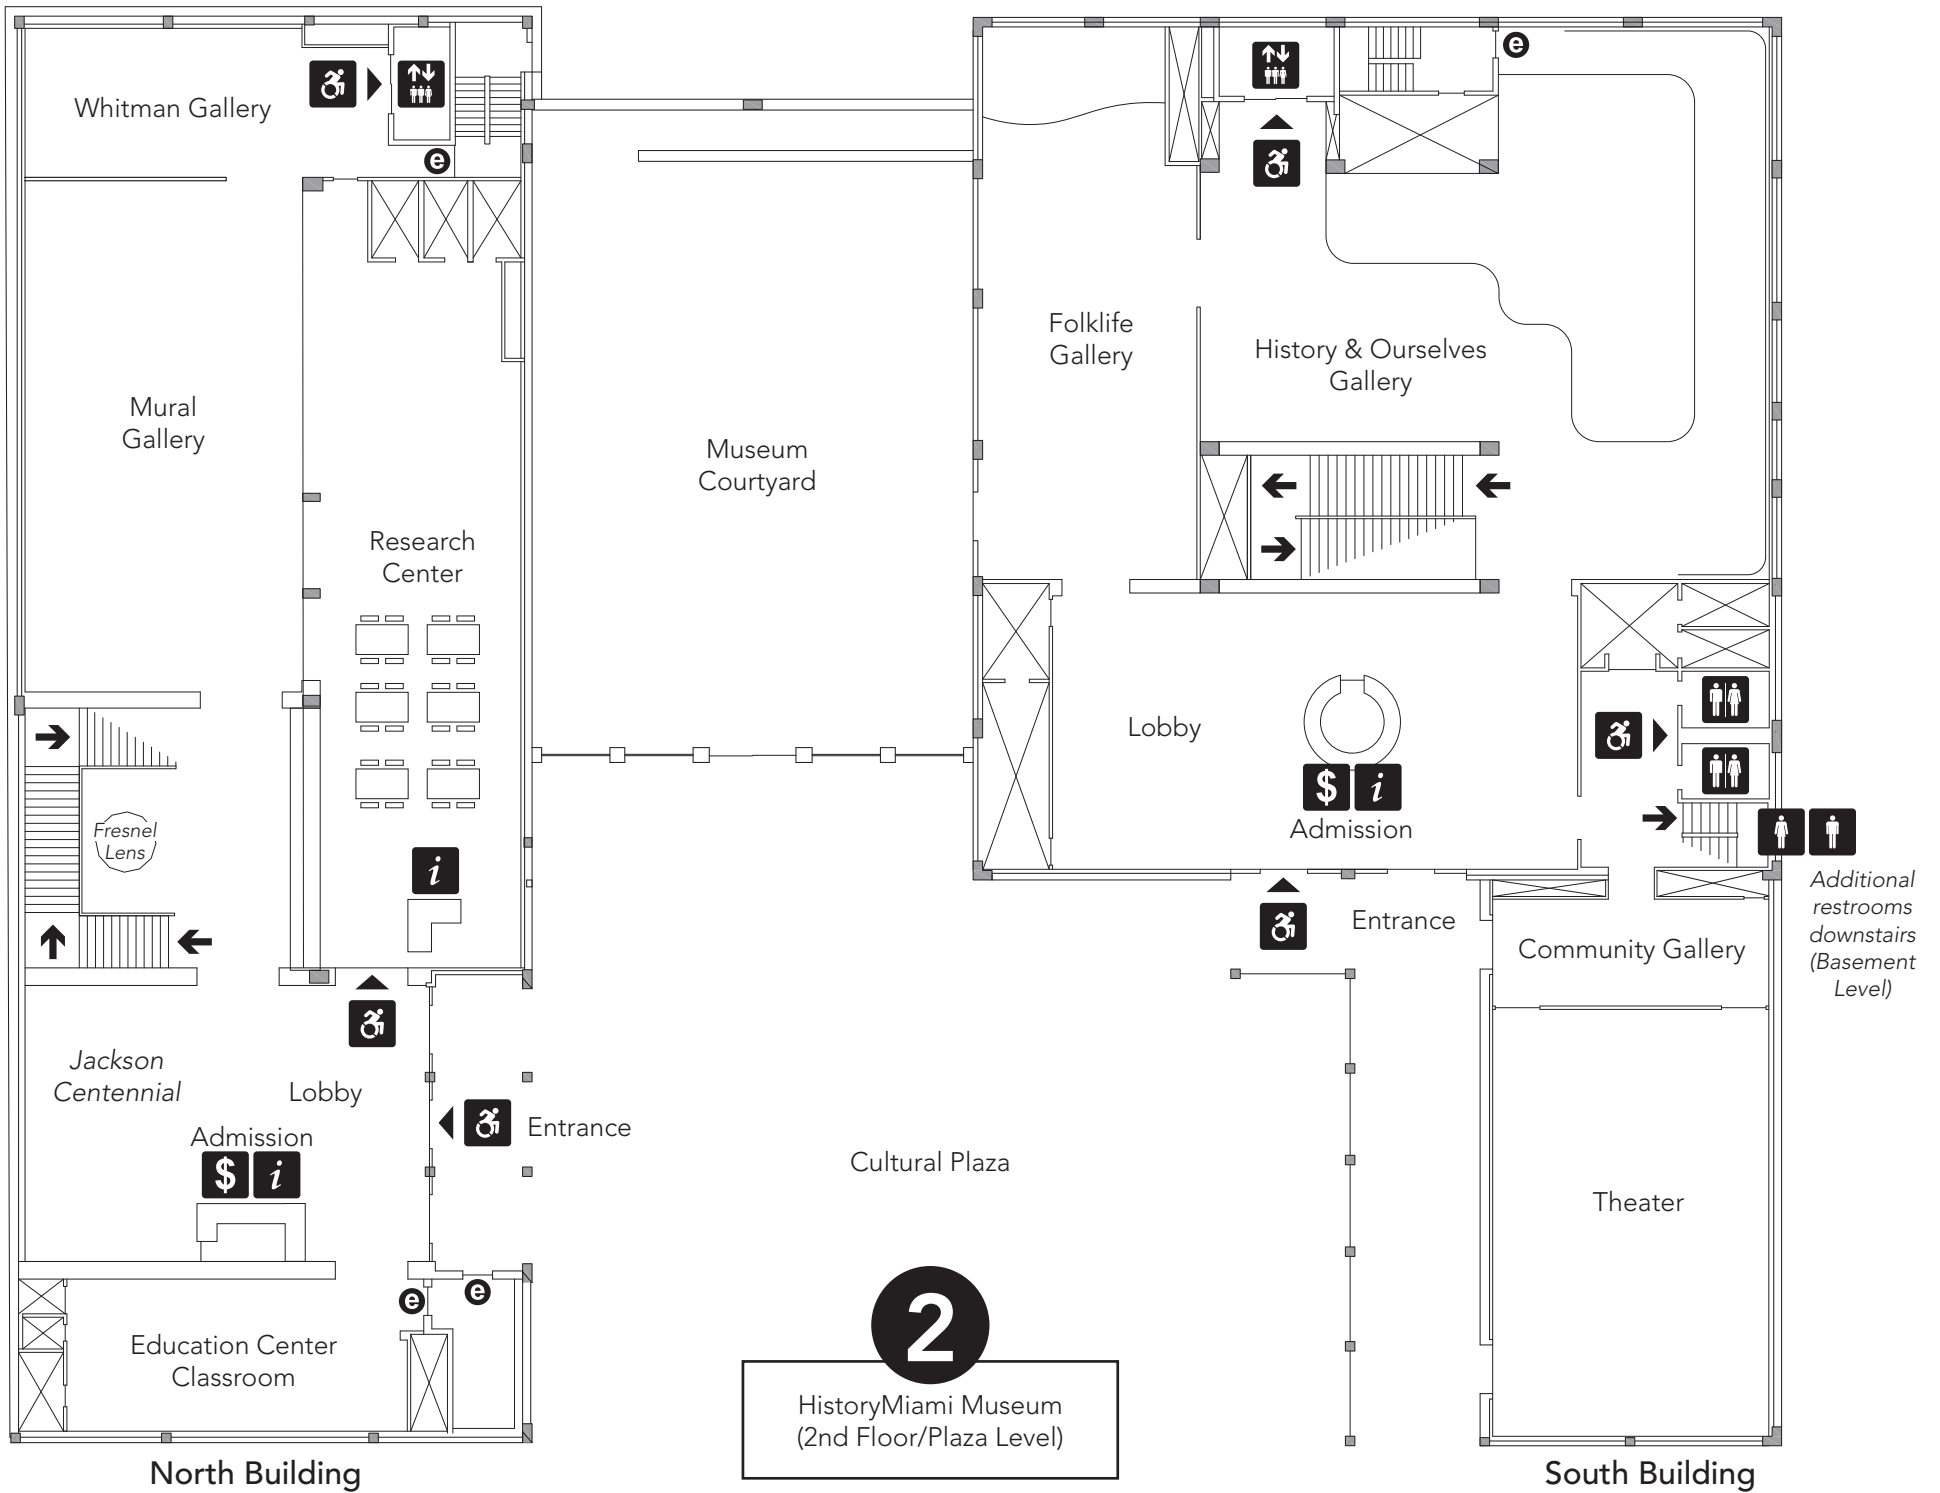 Whitman Gallery
e
e
Mural
Gallery
Research
Center
Museum
Courtyard
Folklife
Gallery
History & Ourselves
Gallery
Fresnel
Lens
i
Lobby
$ i
Admission
Additional
restrooms
downstairs
(Basement
Level)
Entrance
Community Gallery
Jackson
Centennial
Lobby
Admission
$ i
Entrance
Cultural Plaza
Theater
e
e
Education Center
Classroom
2
HistoryMiami Museum
(2nd Floor/Plaza Level)
North Building
South Building